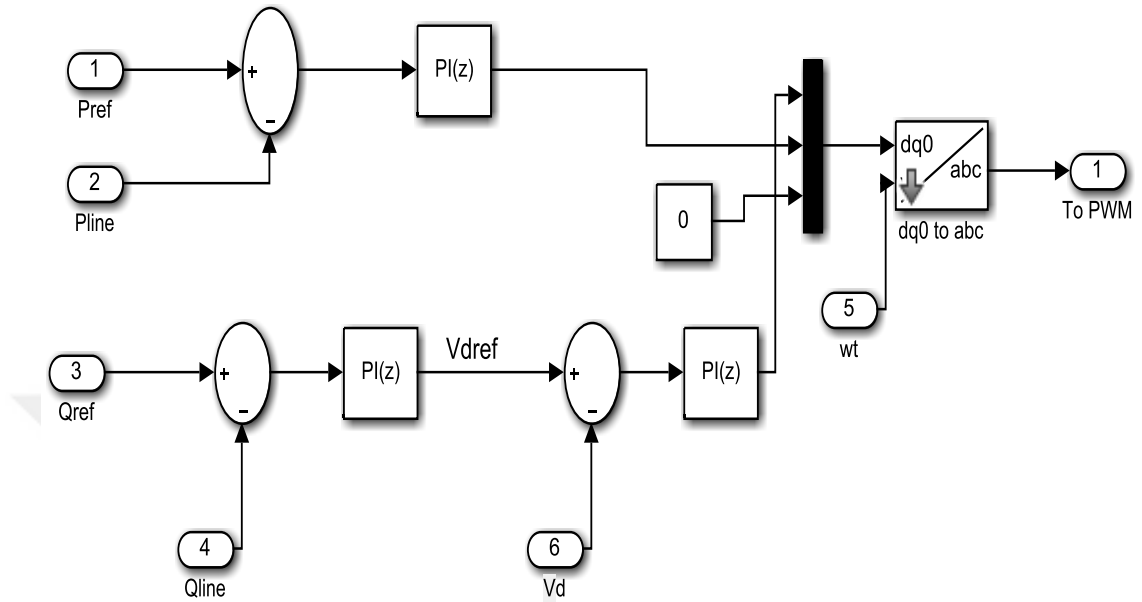 1
Pref
+
-
PI(z)
2
Pline
0
dq0
abc
dq0 to abc
1
To PWM
5
wt
3
Qref
+
-
PI(z)
Vdref
+
-
PI(z)
4
Qline
6
Vd